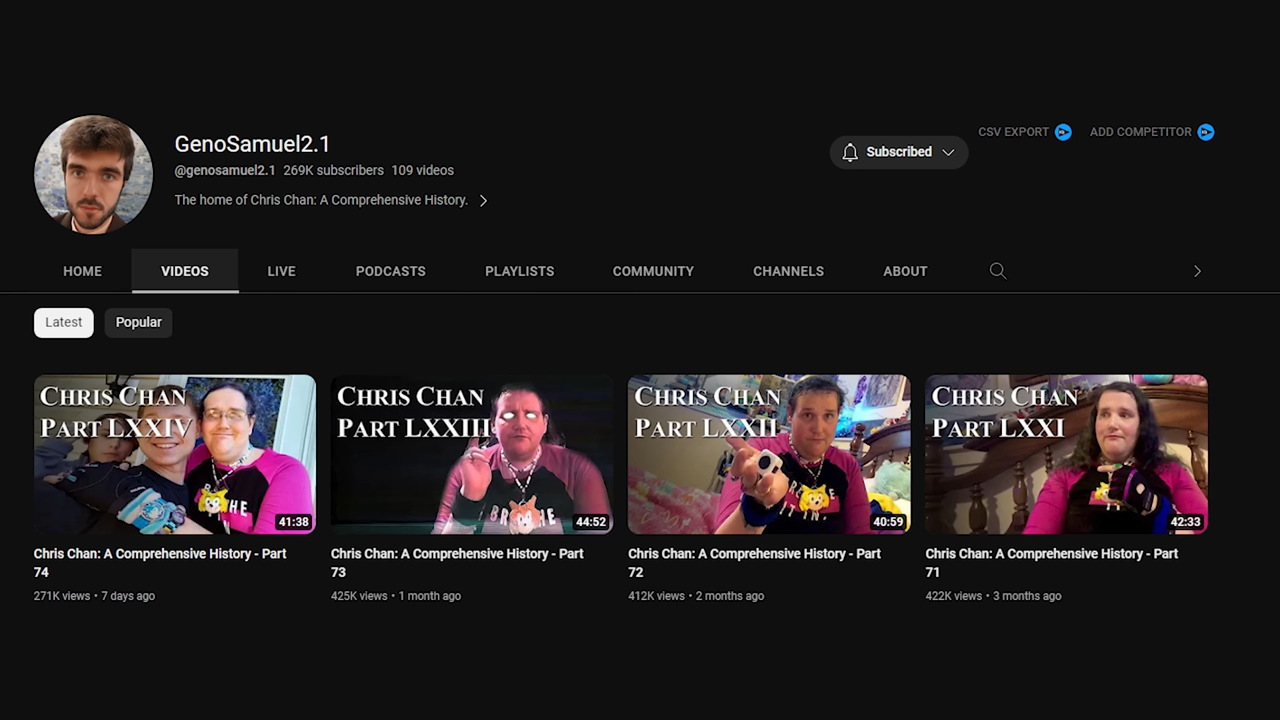 GenoSamuel2.1
@genosamuel2.1 269K subscribers 109 videos
The home of Chris Chan: A Comprehensive History.
Subscribed
CSV EXPORT
ADD COMPETITOR
HOME VIDEOS LIVE PODCASTS PLAYLISTS COMMUNITY CHANNELS ABOUT
Latest Popular
CHRIS CHAN
PART LXXIV
41:38
CHRIS CHAN
PART LXXIII
44:52
CHRIS CHAN
PART LXXII
40:59
CHRIS CHAN
PART LXXI
42:33
Chris Chan: A Comprehensive History - Part
74
271K views • 7 days ago
Chris Chan: A Comprehensive History - Part
73
425K views • 1 month ago
Chris Chan: A Comprehensive History - Part
72
412K views • 2 months ago
Chris Chan: A Comprehensive History - Part
71
422K views • 3 months ago